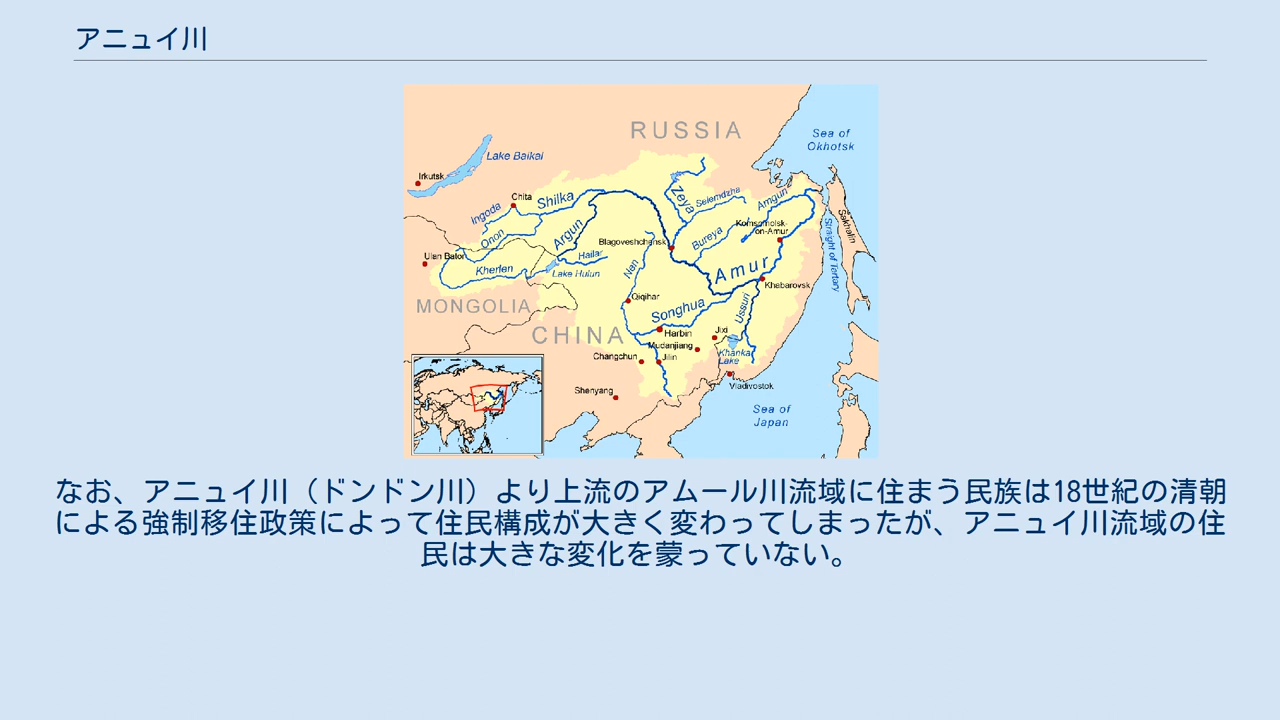 アニュイ川
RUSSIA
Sea of
Okhotsk
Lake Baikal
Irkutsk
Chita
Shilka
Ingoda
Onon
Argun
Zeya
Selemdzha
Amgun
Komsomolsk-
on-Amur
Sakhalin
Straight of Tartary
Blagoveshchensk
Bureya
Ulan Bator
Hailar
Kherlen
Lake Hulun
Nen
Amur
Khabarovsk
MONGOLIA
Qiqihar
Songhua
Ussuri
CHINA
Harbin
Jixi
Mudanjiang
Khanka
Lake
Changchun
Jilin
Vladivostok
Shenyang
Sea of
Japan
なお、アニュイ川（ドンドン川）より上流のアムール川流域に住まう民族は18世紀の清朝
による強制移住政策によって住民構成が大きく変わってしまったが、アニュイ川流域の住
民は大きな変化を蒙っていない。